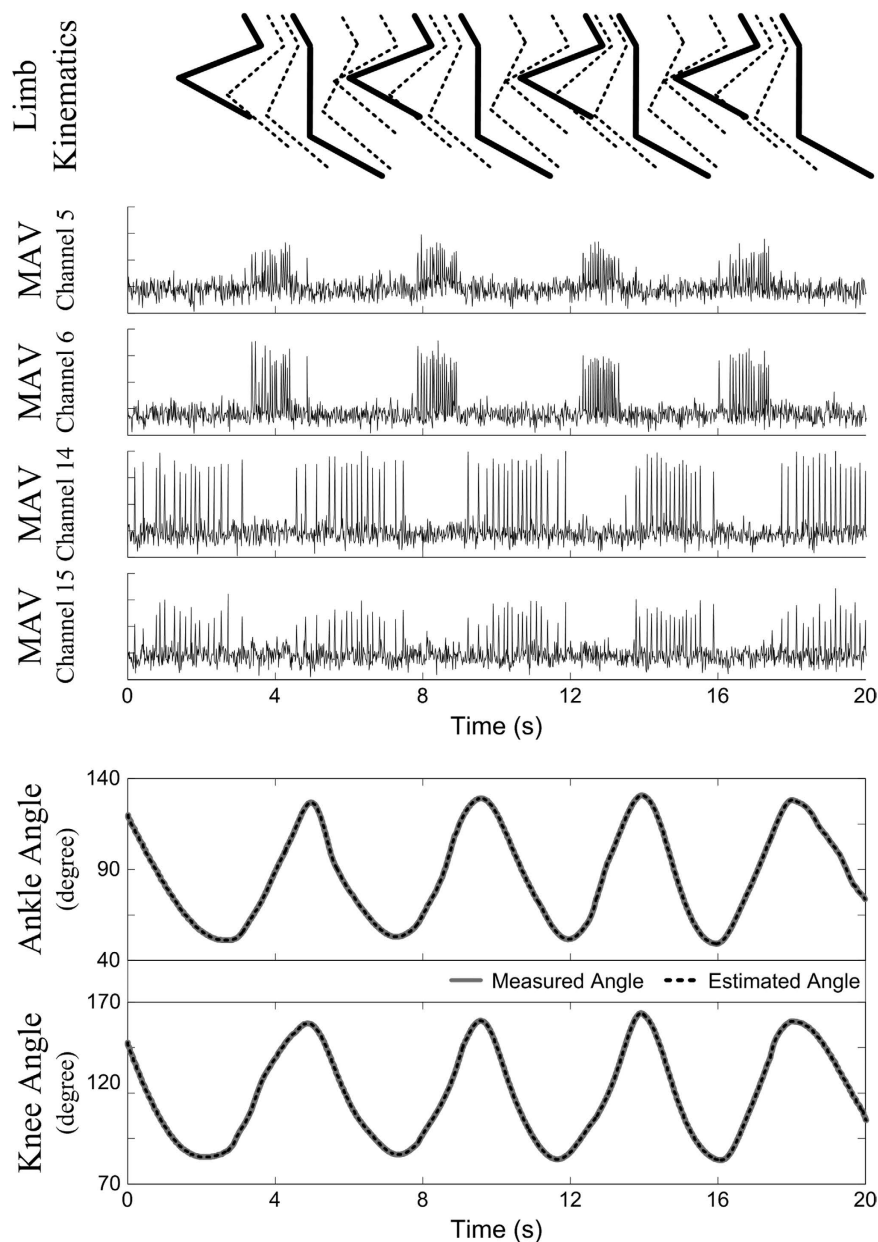 Limb
Kinematics
MAV
Channel 5
MAV
Channel 6
MAV
Channel 14
MAV
Channel 15
0 4 8 12 16 20
Time (s)
Ankle Angle
(degree)
140
90
40
Measured Angle Estimated Angle
Knee Angle
(degree)
170
120
70
0 4 8 12 16 20
Time (s)